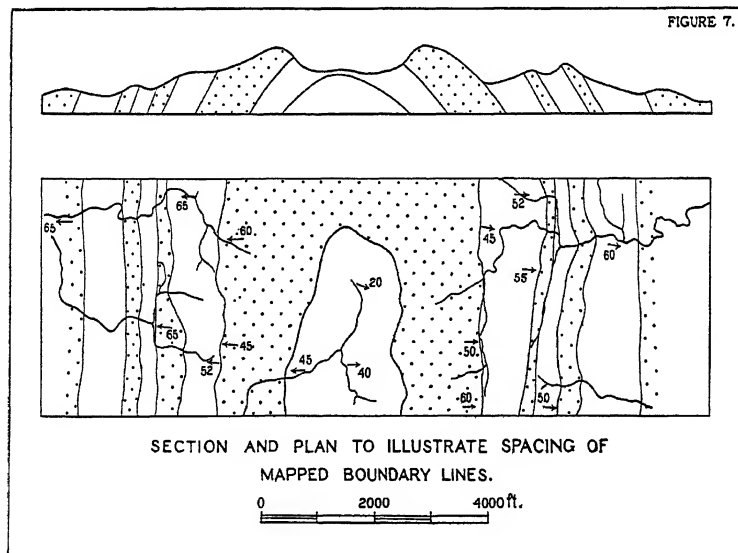 FIGURE 7.
65 65 52
60 45
65 60
20 55
65 45 50
52 45 40
60 50
SECTION AND PLAN TO ILLUSTRATE SPACING OF
MAPPED BOUNDARY LINES.
0 2000 4000 ft.